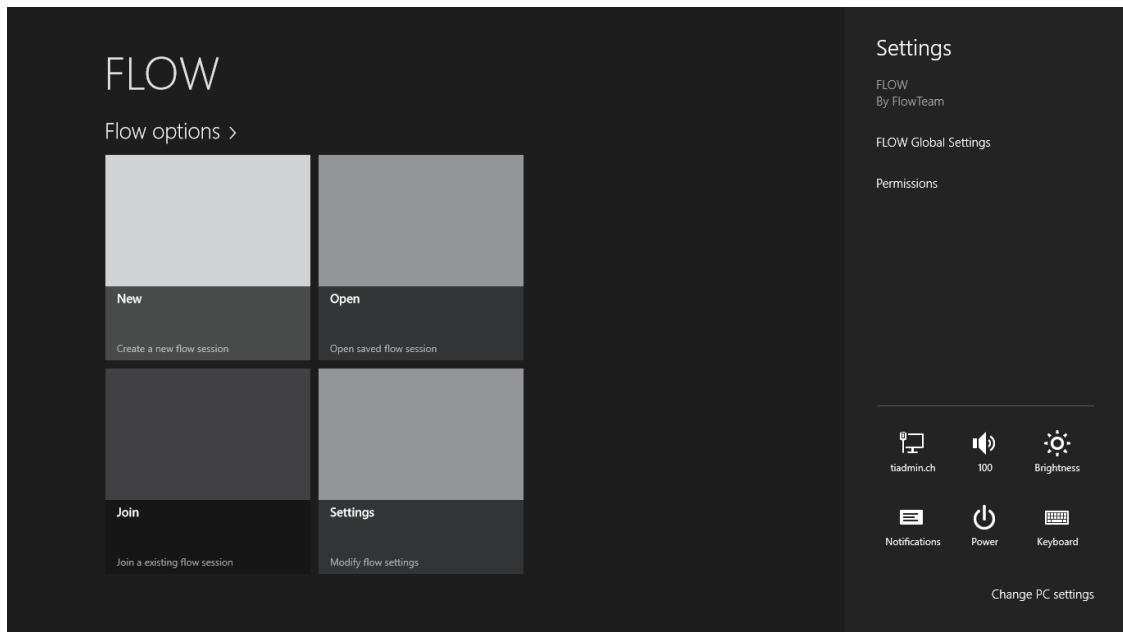 FLOW
Flow options >
New
Create a new flow session
Open
Open saved flow session
Join
Join a existing flow session
Settings
Modify flow settings
Settings
FLOW
By FlowTeam
FLOW Global Settings
Permissions
tiadmin.ch
100
Brightness
Notifications
Power
Keyboard
Change PC settings